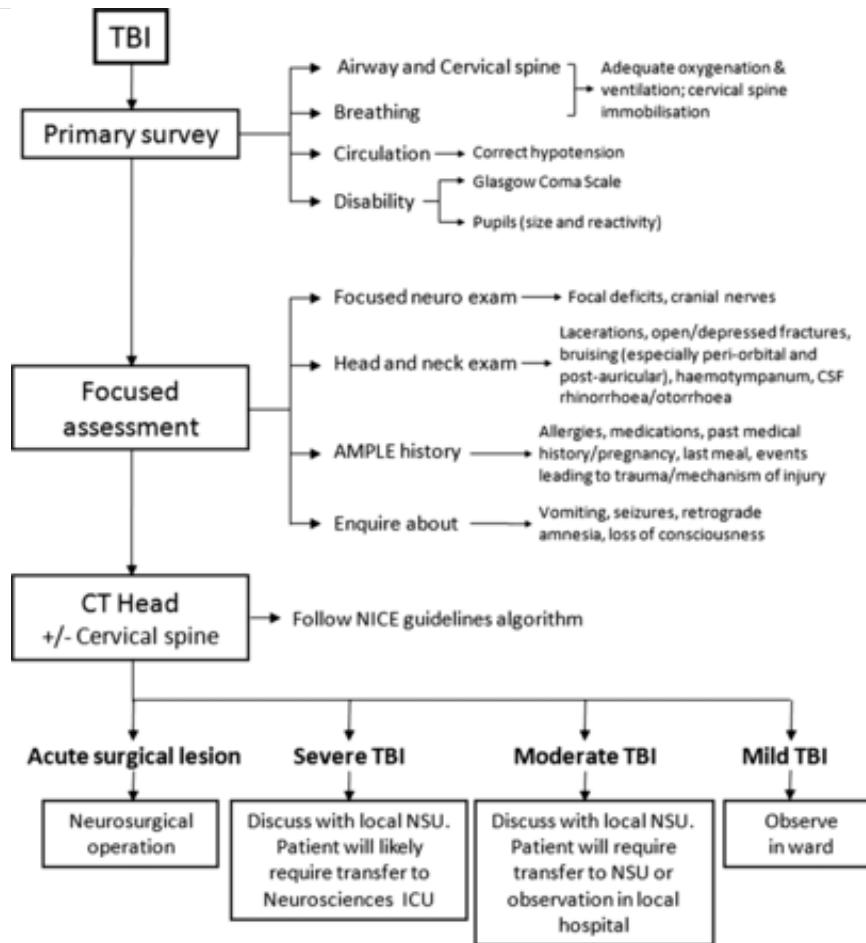 TBI
Primary survey
Airway and Cervical spine
Breathing
Adequate oxygenation &
ventilation; cervical spine
immobilisation
Circulation
Correct hypotension
Disability
Glasgow Coma Scale
Pupils (size and reactivity)
Focused
assessment
Focused neuro exam
Focal deficits, cranial nerves
Head and neck exam
Lacerations, open/depressed fractures,
bruising (especially peri-orbital and
post-auricular), haemotympanum, CSF
rhinorrhoea/otorrhoea
AMPLE history
Allergies, medications, past medical
history/pregnancy, last meal, events
leading to trauma/mechanism of injury
Enquire about
Vomiting, seizures, retrograde
amnesia, loss of consciousness
CT Head
+/- Cervical spine
Follow NICE guidelines algorithm
Acute surgical lesion
Neurosurgical
operation
Severe TBI
Discuss with local NSU.
Patient will likely
require transfer to
Neurosciences ICU
Moderate TBI
Discuss with local NSU.
Patient will require
transfer to NSU or
observation in local
hospital
Mild TBI
Observe
in ward